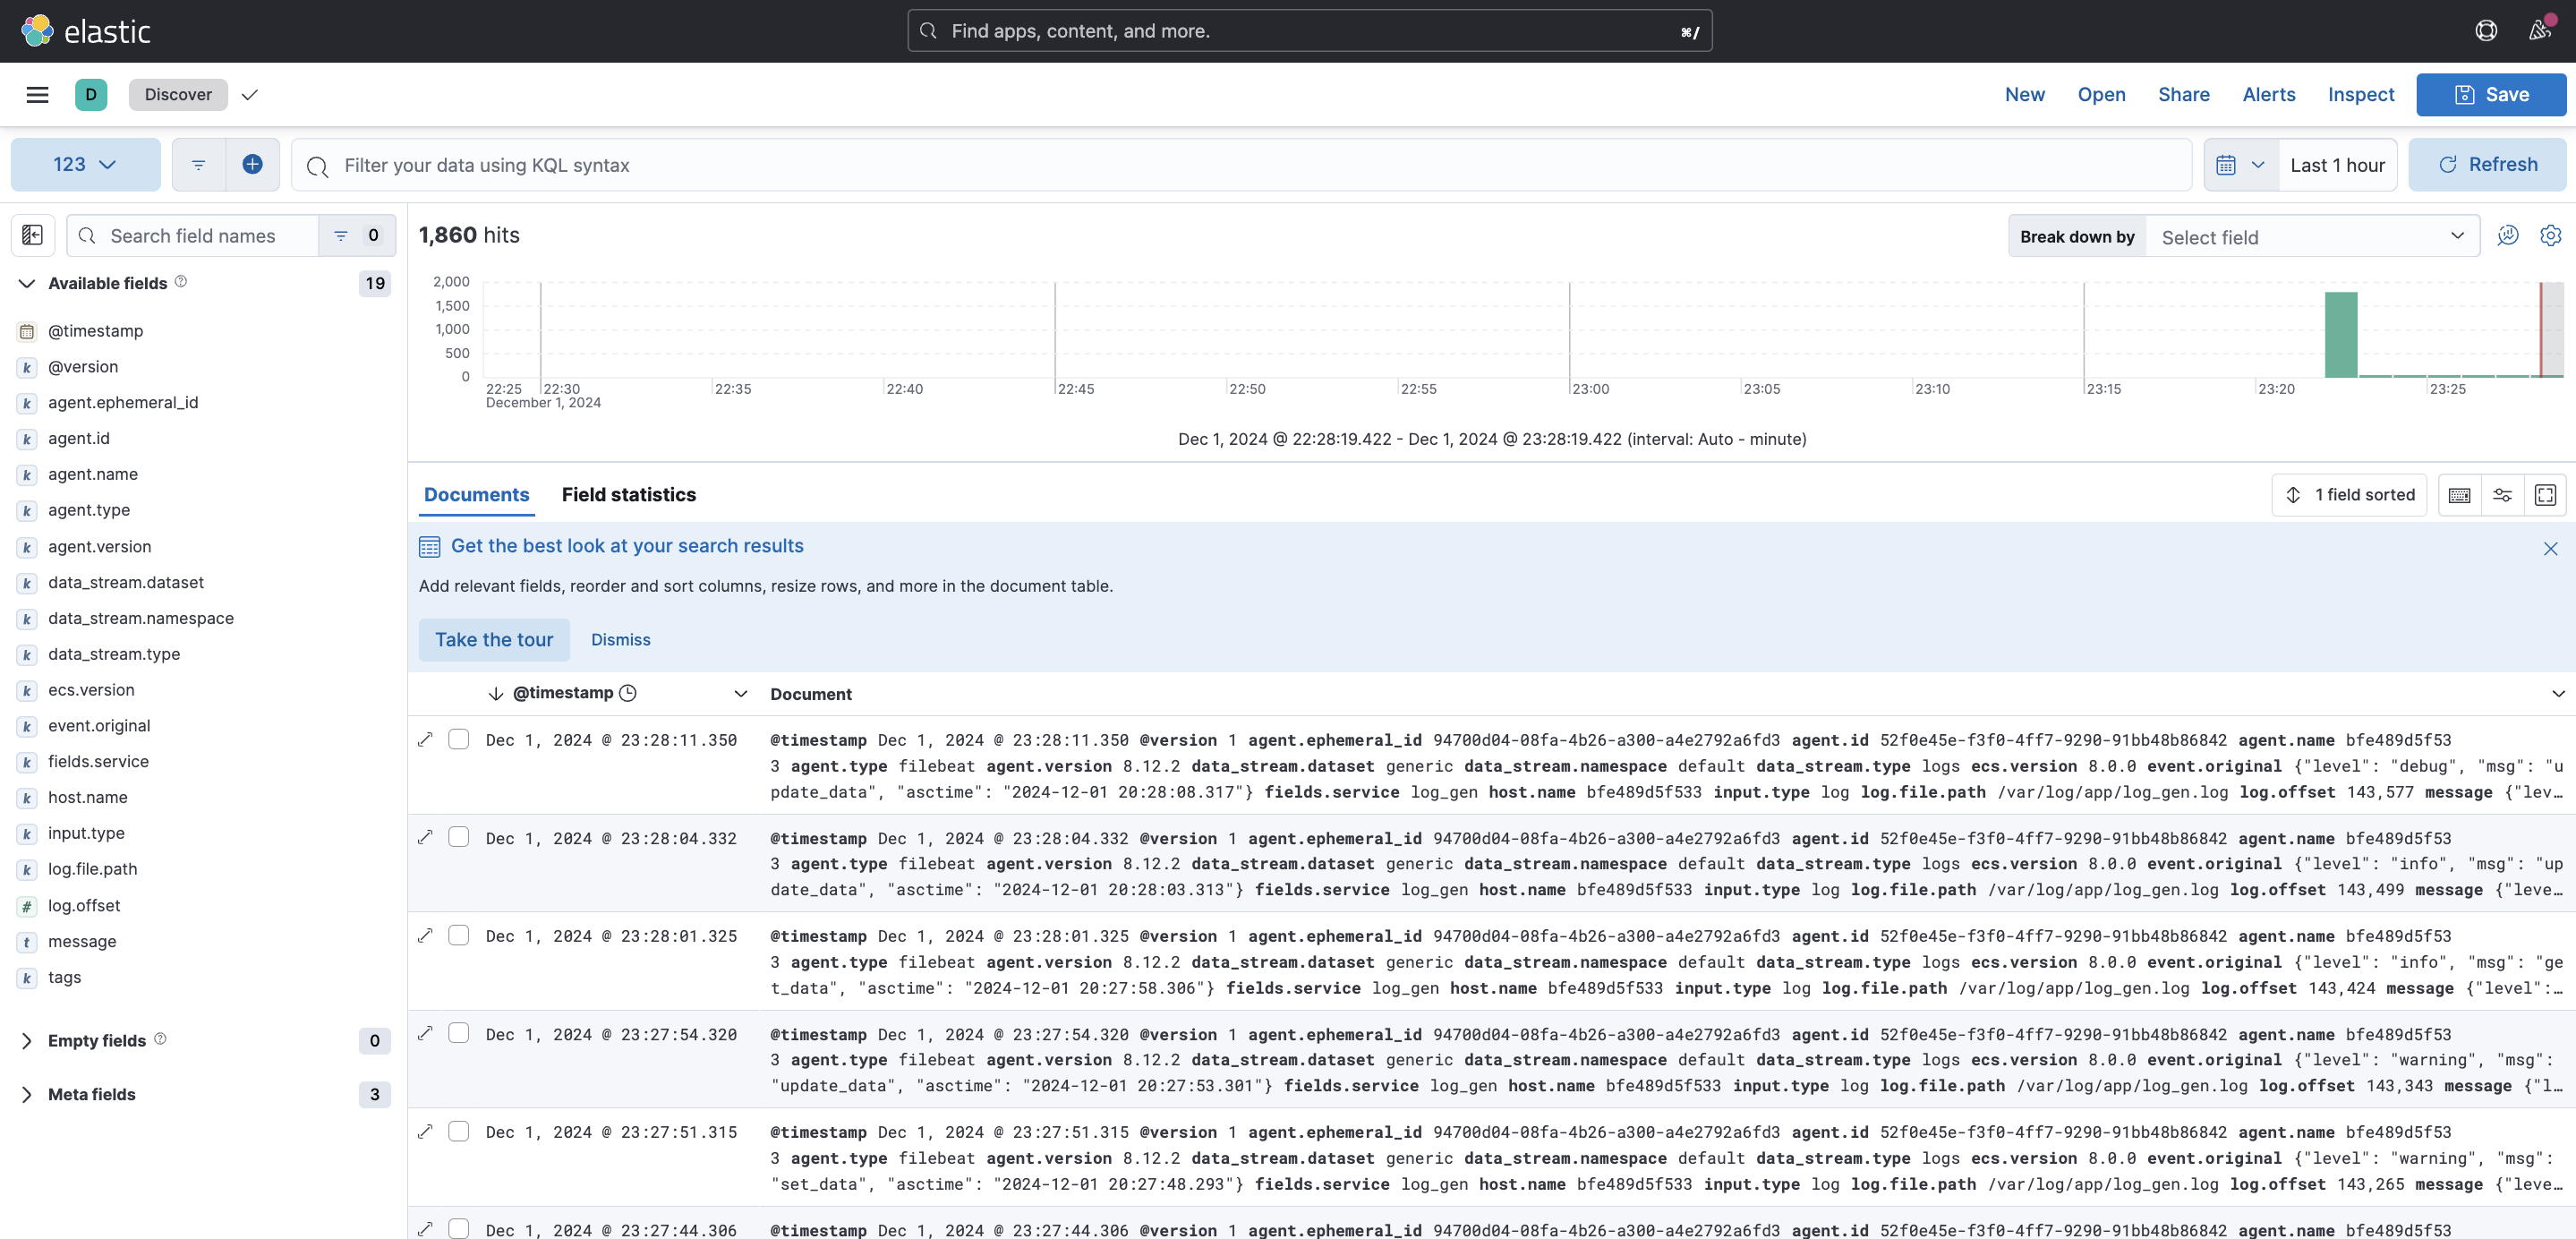 elastic
Find apps, content, and more.
⌘/
D
Discover
New
Open
Share
Alerts
Inspect
Save
123
Filter your data using KQL syntax
Last 1 hour
Refresh
Search field names
0
Available fields
19
@timestamp
@version
agent.ephemeral_id
agent.id
agent.name
agent.type
agent.version
data_stream.dataset
data_stream.namespace
data_stream.type
ecs.version
event.original
fields.service
host.name
input.type
log.file.path
log.offset
message
tags
Empty fields
0
Meta fields
3
1,860 hits
Break down by
Select field
2,000
1,500
1,000
500
0
22:25 22:30 22:35 22:40 22:45 22:50 22:55 23:00 23:05 23:10 23:15 23:20 23:25
December 1, 2024
Dec 1, 2024 @ 22:28:19.422 - Dec 1, 2024 @ 23:28:19.422 (interval: Auto - minute)
Documents
Field statistics
1 field sorted
Get the best look at your search results
Add relevant fields, reorder and sort columns, resize rows, and more in the document table.
Take the tour
Dismiss
@timestamp
Document
Dec 1, 2024 @ 23:28:11.350
@timestamp Dec 1, 2024 @ 23:28:11.350 @version 1 agent.ephemeral_id 94700d04-08fa-4b26-a300-a4e2792a6fd3 agent.id 52f0e45e-f3f0-4ff7-9290-91bb48b86842 agent.name bfe489d5f53
3 agent.type filebeat agent.version 8.12.2 data_stream.dataset generic data_stream.namespace default data_stream.type logs ecs.version 8.0.0 event.original {"level": "debug", "msg": "u
pdate_data", "asctime": "2024-12-01 20:28:08.317"} fields.service log_gen host.name bfe489d5f533 input.type log log.file.path /var/log/app/log_gen.log log.offset 143,577 message {"lev…
Dec 1, 2024 @ 23:28:04.332
@timestamp Dec 1, 2024 @ 23:28:04.332 @version 1 agent.ephemeral_id 94700d04-08fa-4b26-a300-a4e2792a6fd3 agent.id 52f0e45e-f3f0-4ff7-9290-91bb48b86842 agent.name bfe489d5f53
3 agent.type filebeat agent.version 8.12.2 data_stream.dataset generic data_stream.namespace default data_stream.type logs ecs.version 8.0.0 event.original {"level": "info", "msg": "up
date_data", "asctime": "2024-12-01 20:28:03.313"} fields.service log_gen host.name bfe489d5f533 input.type log log.file.path /var/log/app/log_gen.log log.offset 143,499 message {"leve…
Dec 1, 2024 @ 23:28:01.325
@timestamp Dec 1, 2024 @ 23:28:01.325 @version 1 agent.ephemeral_id 94700d04-08fa-4b26-a300-a4e2792a6fd3 agent.id 52f0e45e-f3f0-4ff7-9290-91bb48b86842 agent.name bfe489d5f53
3 agent.type filebeat agent.version 8.12.2 data_stream.dataset generic data_stream.namespace default data_stream.type logs ecs.version 8.0.0 event.original {"level": "info", "msg": "ge
t_data", "asctime": "2024-12-01 20:27:58.306"} fields.service log_gen host.name bfe489d5f533 input.type log log.file.path /var/log/app/log_gen.log log.offset 143,424 message {"level":…
Dec 1, 2024 @ 23:27:54.320
@timestamp Dec 1, 2024 @ 23:27:54.320 @version 1 agent.ephemeral_id 94700d04-08fa-4b26-a300-a4e2792a6fd3 agent.id 52f0e45e-f3f0-4ff7-9290-91bb48b86842 agent.name bfe489d5f53
3 agent.type filebeat agent.version 8.12.2 data_stream.dataset generic data_stream.namespace default data_stream.type logs ecs.version 8.0.0 event.original {"level": "warning", "msg":
"update_data", "asctime": "2024-12-01 20:27:53.301"} fields.service log_gen host.name bfe489d5f533 input.type log log.file.path /var/log/app/log_gen.log log.offset 143,343 message {"l…
Dec 1, 2024 @ 23:27:51.315
@timestamp Dec 1, 2024 @ 23:27:51.315 @version 1 agent.ephemeral_id 94700d04-08fa-4b26-a300-a4e2792a6fd3 agent.id 52f0e45e-f3f0-4ff7-9290-91bb48b86842 agent.name bfe489d5f53
3 agent.type filebeat agent.version 8.12.2 data_stream.dataset generic data_stream.namespace default data_stream.type logs ecs.version 8.0.0 event.original {"level": "warning", "msg":
"set_data", "asctime": "2024-12-01 20:27:48.293"} fields.service log_gen host.name bfe489d5f533 input.type log log.file.path /var/log/app/log_gen.log log.offset 143,265 message {"leve…
Dec 1, 2024 @ 23:27:44.306
@timestamp Dec 1, 2024 @ 23:27:44.306 @version 1 agent.ephemeral_id 94700d04-08fa-4b26-a300-a4e2792a6fd3 agent.id 52f0e45e-f3f0-4ff7-9290-91bb48b86842 agent.name bfe489d5f53